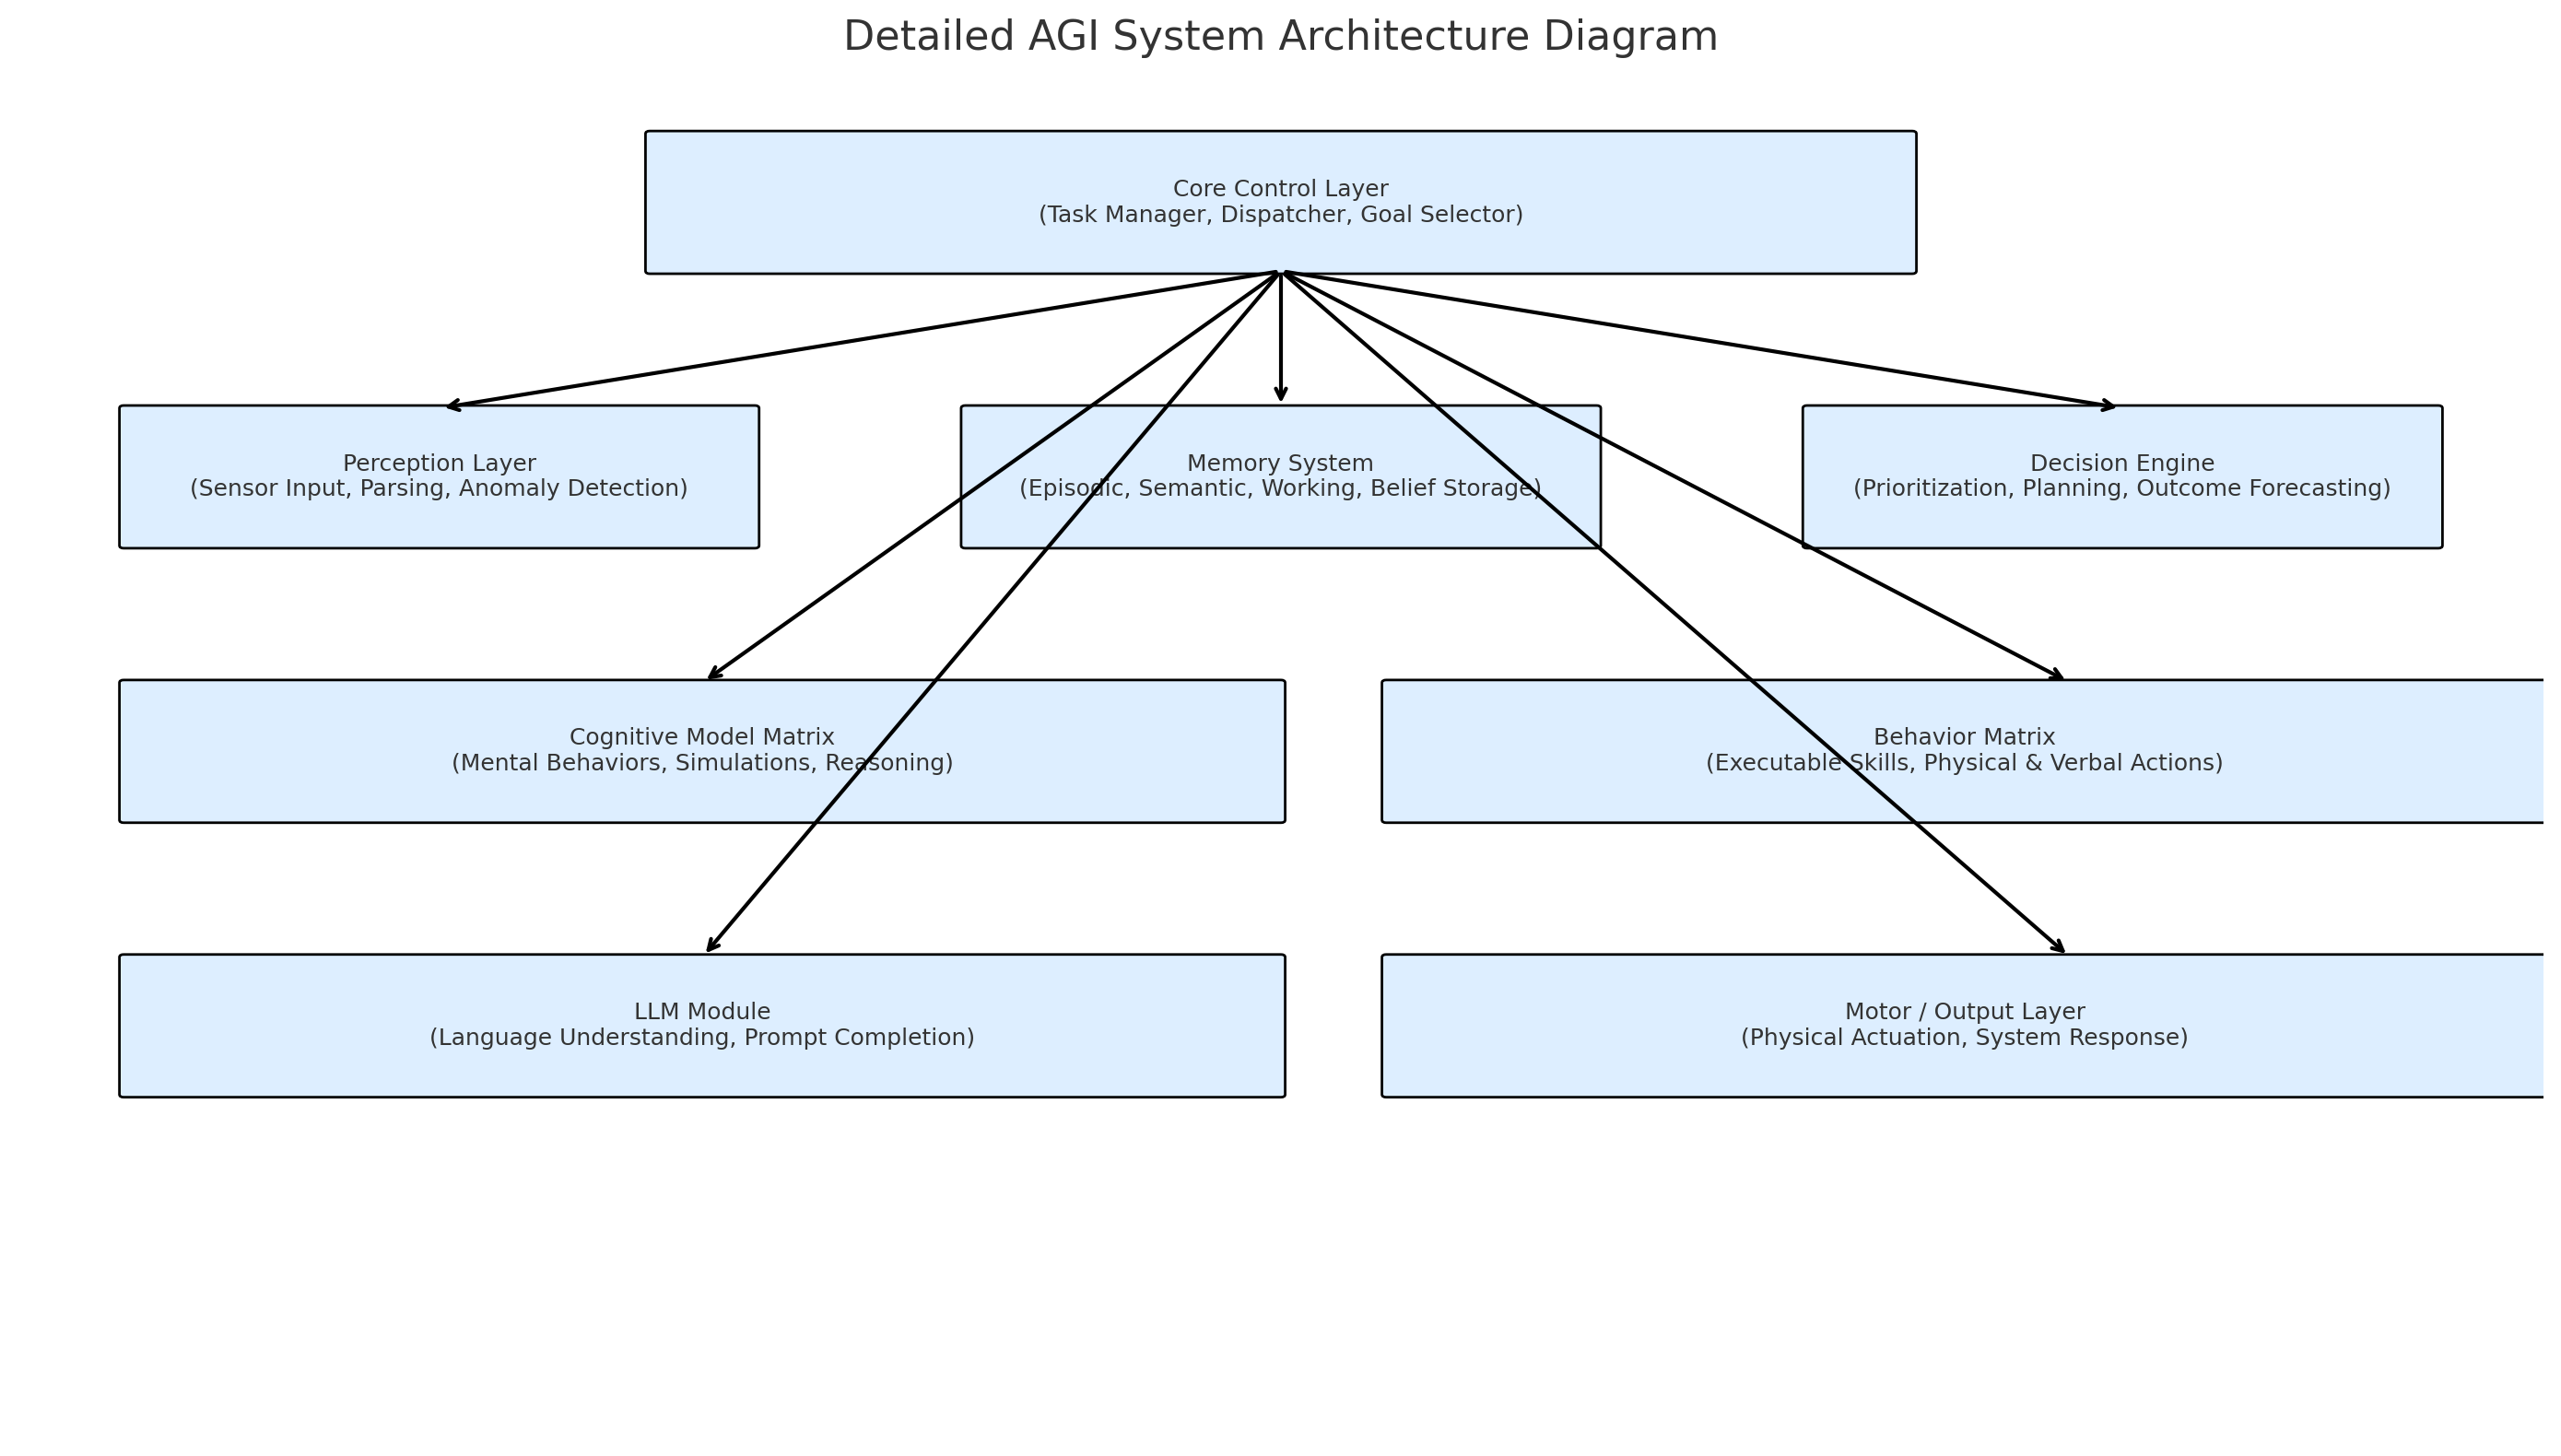 Detailed AGI System Architecture Diagram
Core Control Layer
(Task Manager, Dispatcher, Goal Selector)
Perception Layer
(Sensor Input, Parsing, Anomaly Detection)
Memory System
(Episodic, Semantic, Working, Belief Storage)
Decision Engine
(Prioritization, Planning, Outcome Forecasting)
Cognitive Model Matrix
(Mental Behaviors, Simulations, Reasoning)
Behavior Matrix
(Executable Skills, Physical & Verbal Actions)
LLM Module
(Language Understanding, Prompt Completion)
Motor / Output Layer
(Physical Actuation, System Response)